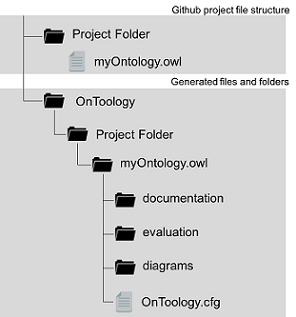 Github project file structure
Project Folder
myOntology.owl
Generated files and folders
OnToology
Project Folder
myOntology.owl
documentation
evaluation
diagrams
OnToology.cfg